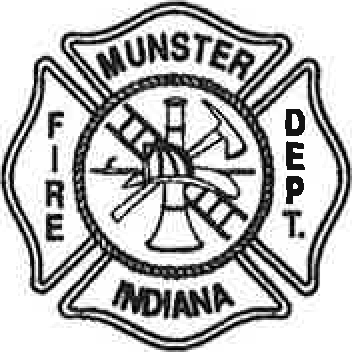 MUNSTER
FIRE
DEPT.
INDIANA